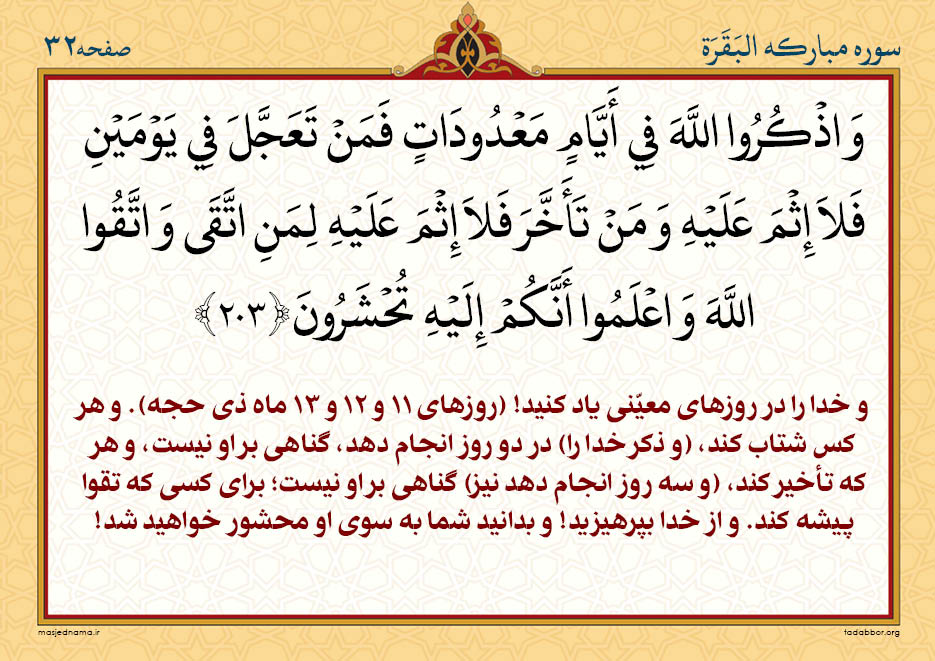 سوره مبارکه البَقَرَة
صفحه۳۲
وَ اذْكُرُوا اللَّهَ فِي أَيَّامٍ مَعْدُودَاتٍ فَمَنْ تَعَجَّلَ فِي يَوْمَيْنِ
فَلاَ إِثْمَ عَلَيْهِ وَ مَنْ تَأَخَّرَ فَلاَ إِثْمَ عَلَيْهِ لِمَنِ اتَّقَى وَ اتَّقُوا
اللَّهَ وَ اعْلَمُوا أَنَّكُمْ إِلَيْهِ تُحْشَرُونَ ﴿۲۰۳﴾
و خدا را در روزهای معیّنی یاد کنید! (روزهای ۱۱ و ۱۲ و ۱۳ ماه ذی حجه). و هر
کس شتاب کند، (و ذکر خدا را) در دو روز انجام دهد، گناهی بر او نیست، و هر
که تأخیر کند، (و سه روز انجام دهد نیز) گناهی بر او نیست؛ برای کسی که تقوا
پیشه کند. و از خدا بپرهیزید! و بدانید شما به سوی او محشور خواهید شد!
masjednama.ir
tadabbor.org